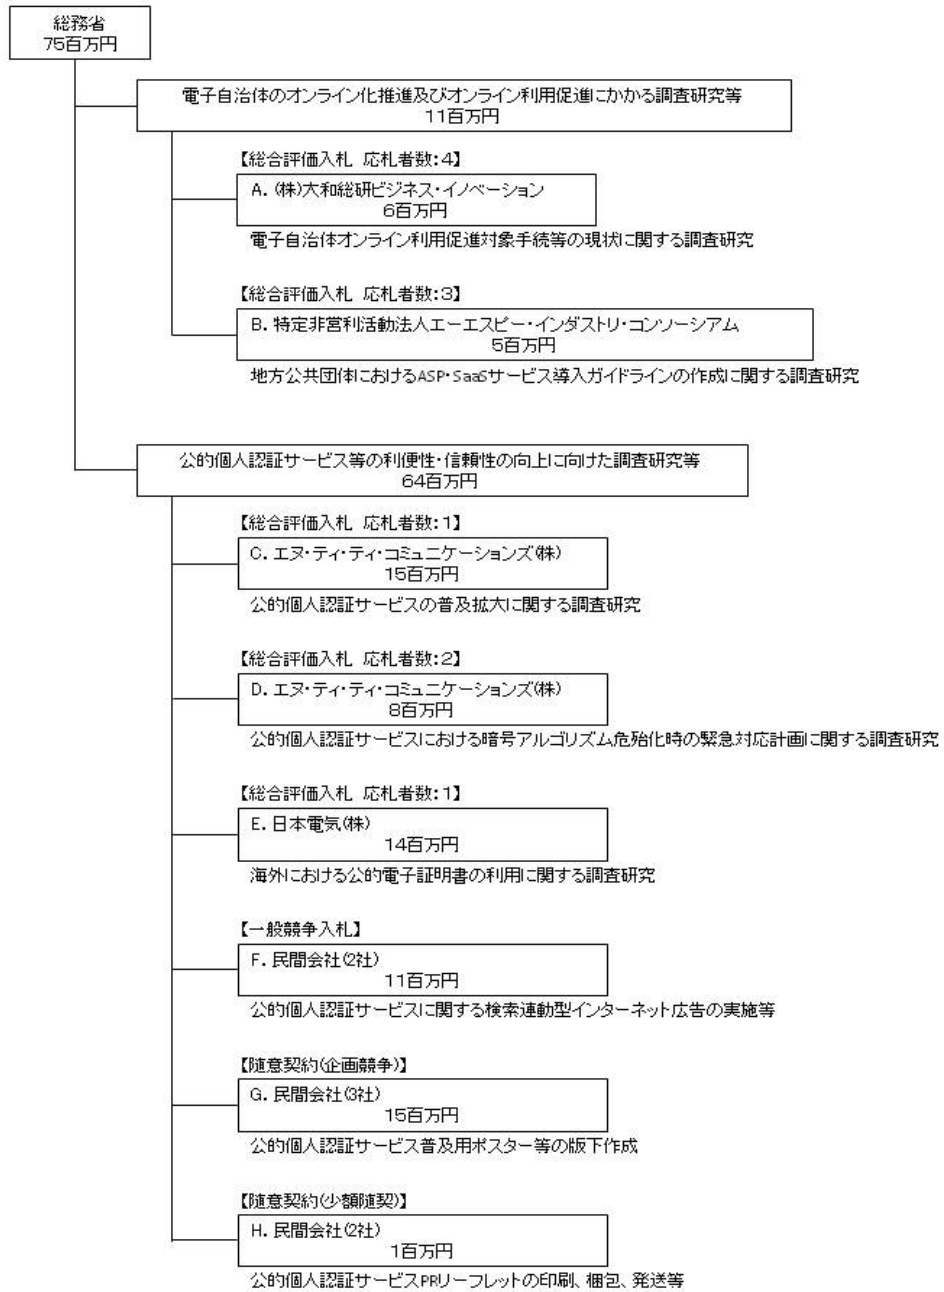 総務省
75百万円
電子自治体のオンライン化推進及びオンライン利用促進にかかる調査研究等
11百万円
【総合評価入札 応札者数:4】
A. (株)大和総研ビジネス・イノベーション
6百万円
電子自治体オンライン利用促進対象手続等の現状に関する調査研究
【総合評価入札 応札者数:3】
B. 特定非営利活動法人エーエスピー・インダストリ・コンソーシアム
5百万円
地方公共団体におけるASP・SaaSサービス導入ガイドラインの作成に関する調査研究
公的個人認証サービス等の利便性・信頼性の向上に向けた調査研究等
64百万円
【総合評価入札 応札者数:1】
C. エヌ・ティ・ティ・コミュニケーションズ(株)
15百万円
公的個人認証サービスの普及拡大に関する調査研究
【総合評価入札 応札者数:2】
D. エヌ・ティ・ティ・コミュニケーションズ(株)
8百万円
公的個人認証サービスにおける暗号アルゴリズム危殆化時の緊急対応計画に関する調査研究
【総合評価入札 応札者数:1】
E. 日本電気(株)
14百万円
海外における公的電子証明書の利用に関する調査研究
【一般競争入札】
F. 民間会社(2社)
11百万円
公的個人認証サービスに関する検索連動型インターネット広告の実施等
【随意契約(企画競争)】
G. 民間会社(3社)
15百万円
公的個人認証サービス普及用ポスター等の版下作成
【随意契約(少額随契)】
H. 民間会社(2社)
1百万円
公的個人認証サービスPRリーフレットの印刷、梱包、発送等